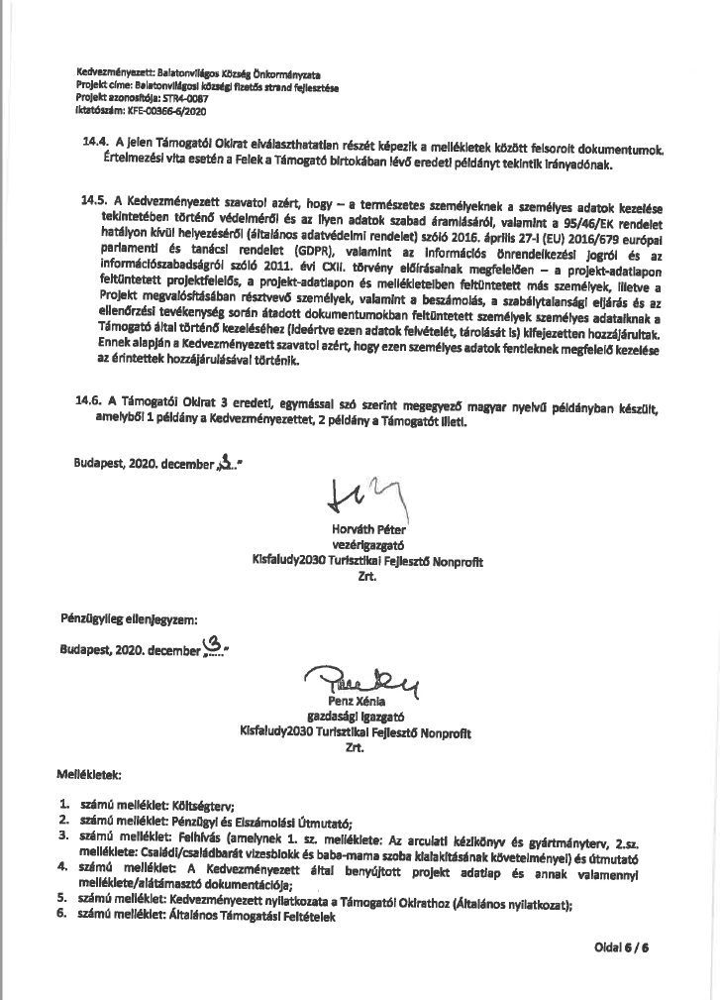 Kedvezményezett: Balatonvilágos Község Önkormányzata
Projekt címe: Balatonvilágosi községi fizetős strand fejlesztése
Projekt azonosítója: STR4-0087
Iktatószám: KFE-00366-6/2020
14.4. A jelen Támogatói Okirat elválaszthatatlan részét képezik a mellékletek között felsorolt dokumentumok.
Értelmezési vita esetén a Felek a Támogató birtokában lévő eredeti példányt tekintik irányadónak.
14.5. A Kedvezményezett szavatol azért, hogy – a természetes személyeknek a személyes adatok kezelése
tekintetében történő védelméről és az ilyen adatok szabad áramlásáról, valamint a 95/46/EK rendelet
hatályon kívül helyezéséről (általános adatvédelmi rendelet) szóló 2016. április 27-i (EU) 2016/679 európai
parlamenti és tanácsi rendelet (GDPR), valamint az információs önrendelkezési jogról és az
információszabadságról szóló 2011. évi CXII. törvény előírásainak megfelelően – a projekt-adatlapon
feltüntetett projektfelelős, a projekt-adatlapon és mellékleteiben feltüntetett más személyek, illetve a
Projekt megvalósításában résztvevő személyek, valamint a beszámolás, a szabálytalansági eljárás és az
ellenőrzési tevékenység során átadott dokumentumokban feltüntetett személyek személyes adataiknak a
Támogató által történő kezeléséhez (ideértve ezen adatok felvételét, tárolását is) kifejezetten hozzájárultak.
Ennek alapján a Kedvezményezett szavatol azért, hogy ezen személyes adatok fentieknek megfelelő kezelése
az érintettek hozzájárulásával történik.
14.6. A Támogatói Okirat 3 eredeti, egymással szó szerint megegyező magyar nyelvű példányban készült,
amelyből 1 példány a Kedvezményezettet, 2 példány a Támogatót illeti.
Budapest, 2020. december „3..”
Horváth Péter
vezérigazgató
Kisfaludy2030 Turisztikai Fejlesztő Nonprofit
Zrt.
Pénzügyileg ellenjegyzem:
Budapest, 2020. december „3.”
Penz Xénia
gazdasági igazgató
Kisfaludy2030 Turisztikai Fejlesztő Nonprofit
Zrt.
Mellékletek:
1. számú melléklet: Költségterv;
2. számú melléklet: Pénzügyi és Elszámolási Útmutató;
3. számú melléklet: Felhívás (amelynek 1. sz. melléklete: Az arculati kézikönyv és gyártmányterv, 2.sz.
melléklete: Családi/családbarát vizesblokk és baba-mama szoba kialakításának követelményei) és útmutató
4. számú melléklet: A Kedvezményezett által benyújtott projekt adatlap és annak valamennyi
melléklete/alátámasztó dokumentációja;
5. számú melléklet: Kedvezményezett nyilatkozata a Támogatói Okirathoz (Általános nyilatkozat);
6. számú melléklet: Általános Támogatási Feltételek
Oldal 6 / 6